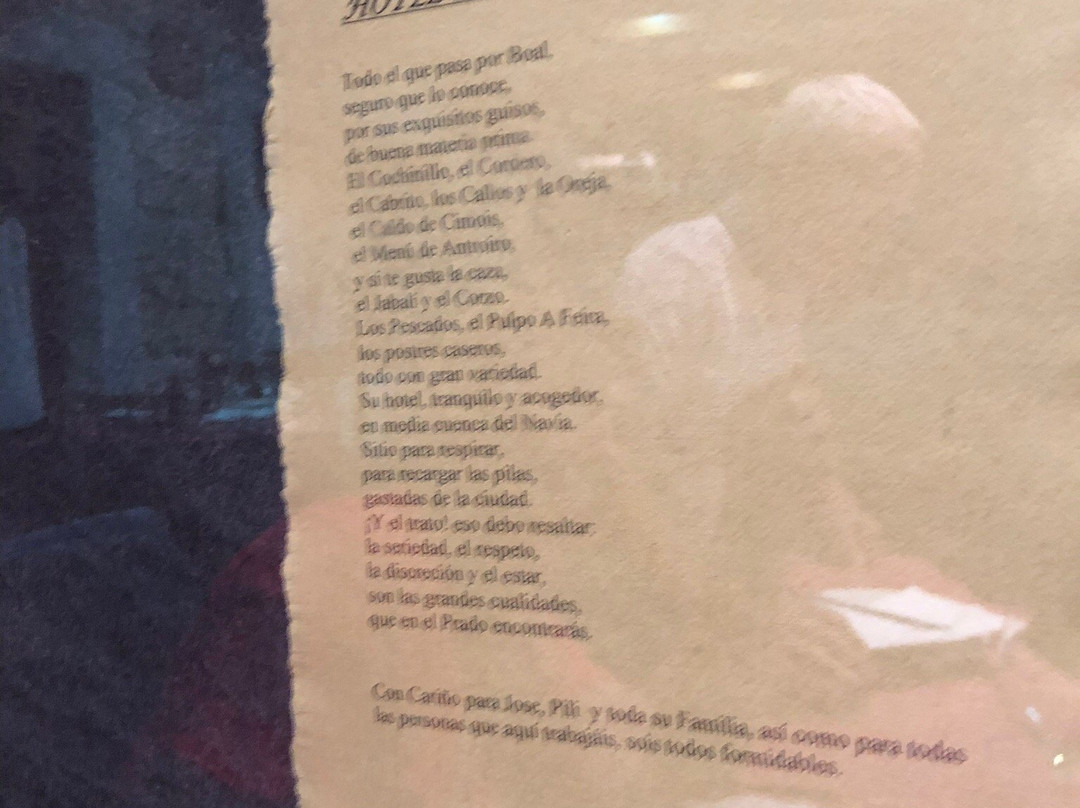 HOTEL
Todo el que pasa por Boal,
seguro que lo conoce,
por sus exquisitos guisos,
de buena materia prima.
El Cochinillo, el Cordero,
el Cabrito, los Callos y la Oreja,
el Caldo de Cimois,
el Menú de Antroiro,
y si te gusta la caza,
el Jabalí y el Corzo.
Los Pescados, el Pulpo A Feira,
los postres caseros,
todo con gran variedad.
Su hotel, tranquilo y acogedor,
en media cuenca del Navia.
Sitio para respirar,
para recargar las pilas,
gastadas de la ciudad.
¡Y el trato! eso debo resaltar:
la seriedad, el respeto,
la discreción y el estar,
son las grandes cualidades,
que en el Prado encontrarás.
Con Cariño para Jose, Pili y toda su Familia, así como para todas
las personas que aquí trabajáis, sois todos formidables.